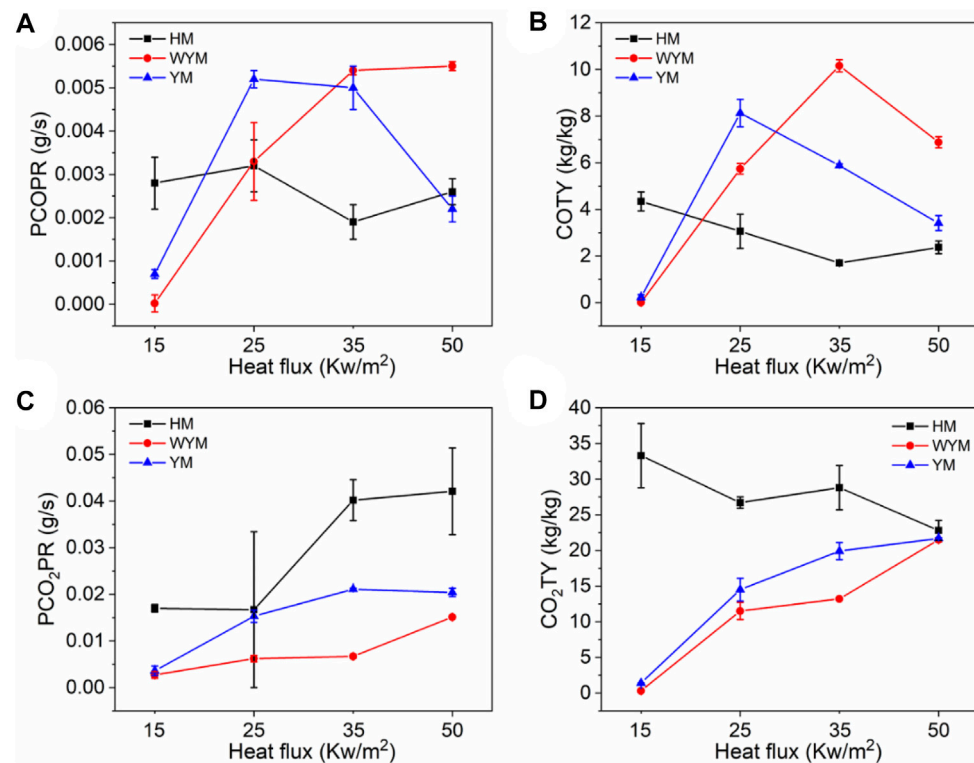 A
HM
WYM
YM
0.006
0.005
0.004
0.003
0.002
0.001
0.000
PCOPR (g/s)
15 25 35 50
Heat flux (Kw/m²)
B
HM
WYM
YM
12
10
8
6
4
2
0
COTY (kg/kg)
15 25 35 50
Heat flux (Kw/m²)
C
HM
WYM
YM
0.06
0.05
0.04
0.03
0.02
0.01
0.00
PCO₂PR (g/s)
15 25 35 50
Heat flux (Kw/m²)
D
HM
WYM
YM
40
35
30
25
20
15
10
5
0
CO₂TY (kg/kg)
15 25 35 50
Heat flux (Kw/m²)